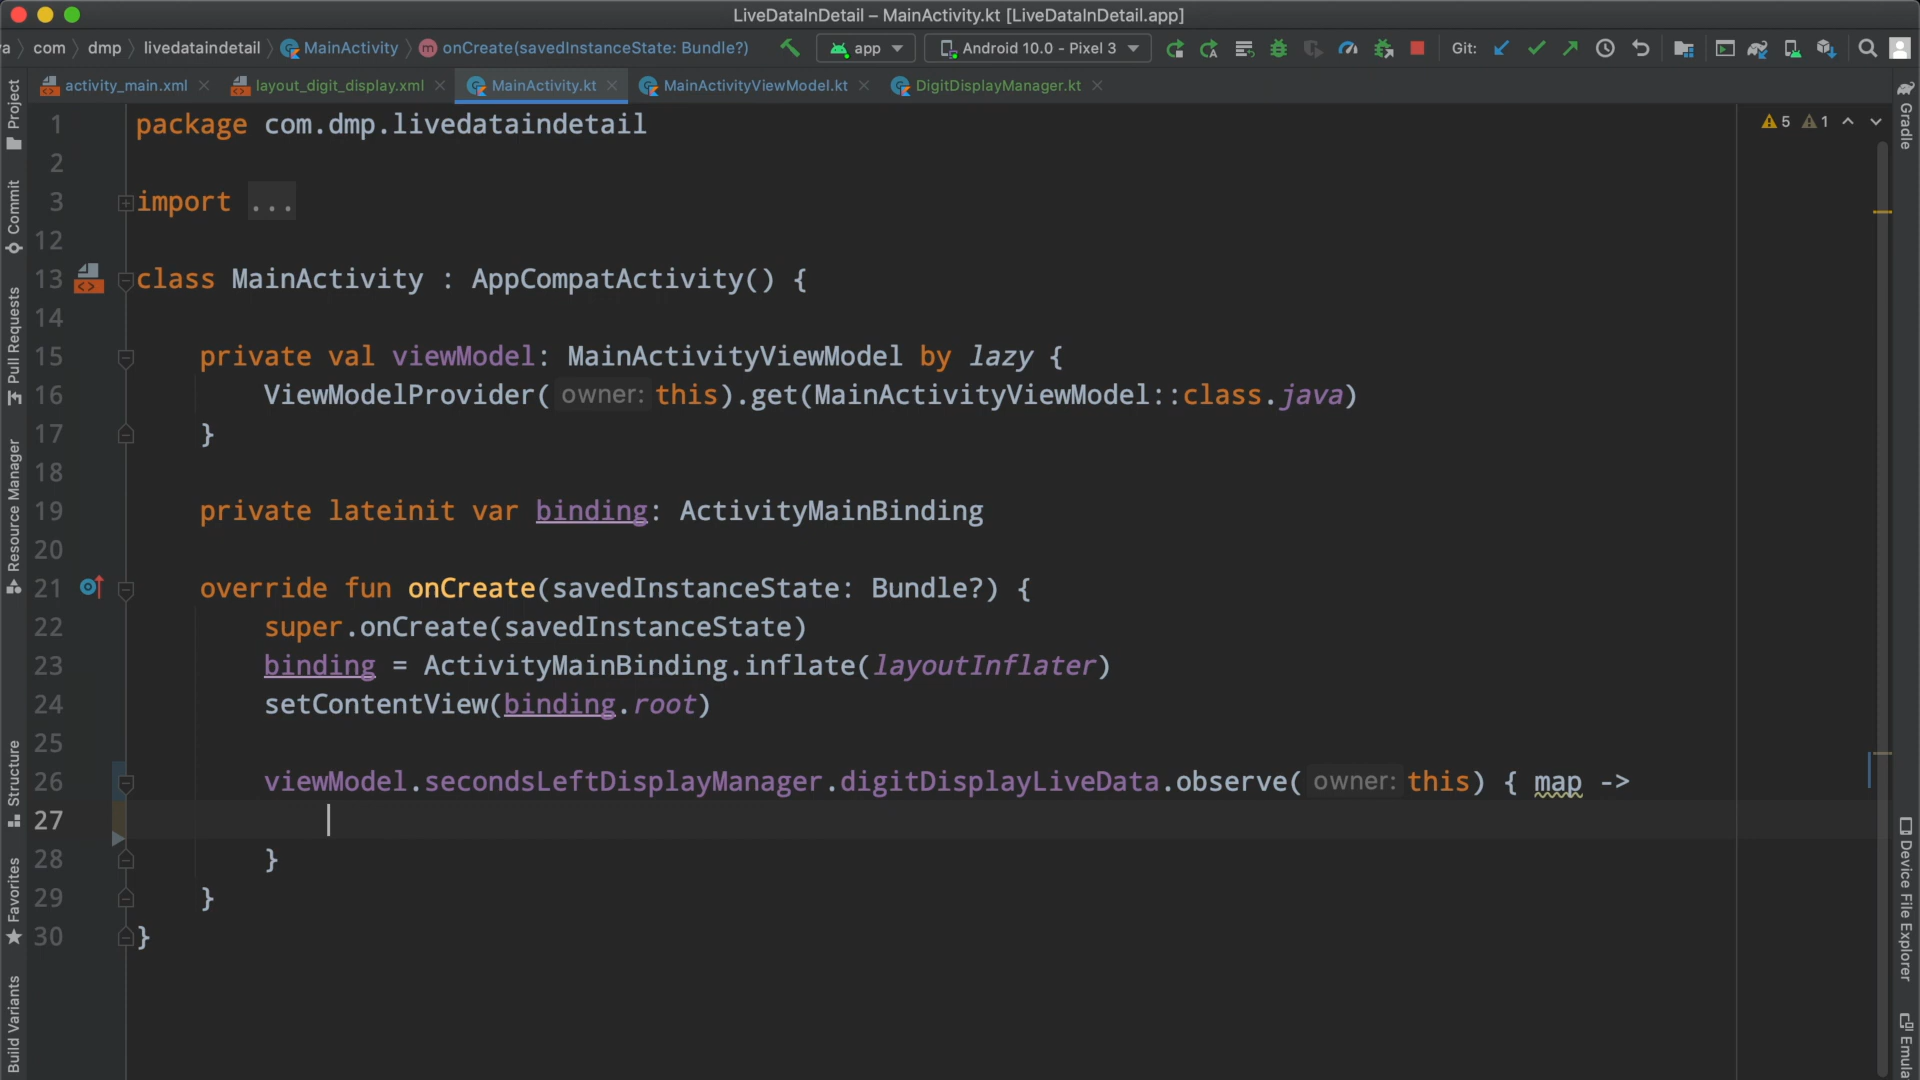 LiveDataInDetail – MainActivity.kt [LiveDataInDetail.app]
a com dmp livedataindetail MainActivity m onCreate(savedInstanceState: Bundle?) app Android 10.0 - Pixel 3 Git:
activity_main.xml layout_digit_display.xml MainActivity.kt MainActivityViewModel.kt DigitDisplayManager.kt
Project
Commit
Pull Requests
Resource Manager
Structure
Favorites
Build Variants
1 package com.dmp.livedataindetail
2
3 import ...
12
13 class MainActivity : AppCompatActivity() {
14
15 private val viewModel: MainActivityViewModel by lazy {
16 ViewModelProvider( owner: this).get(MainActivityViewModel::class.java)
17 }
18
19 private lateinit var binding: ActivityMainBinding
20
21 override fun onCreate(savedInstanceState: Bundle?) {
22 super.onCreate(savedInstanceState)
23 binding = ActivityMainBinding.inflate(layoutInflater)
24 setContentView(binding.root)
25
26 viewModel.secondsLeftDisplayManager.digitDisplayLiveData.observe( owner: this) { map ->
27
28 }
29 }
30 }
5 1
Gradle
Device File Explorer
Emula